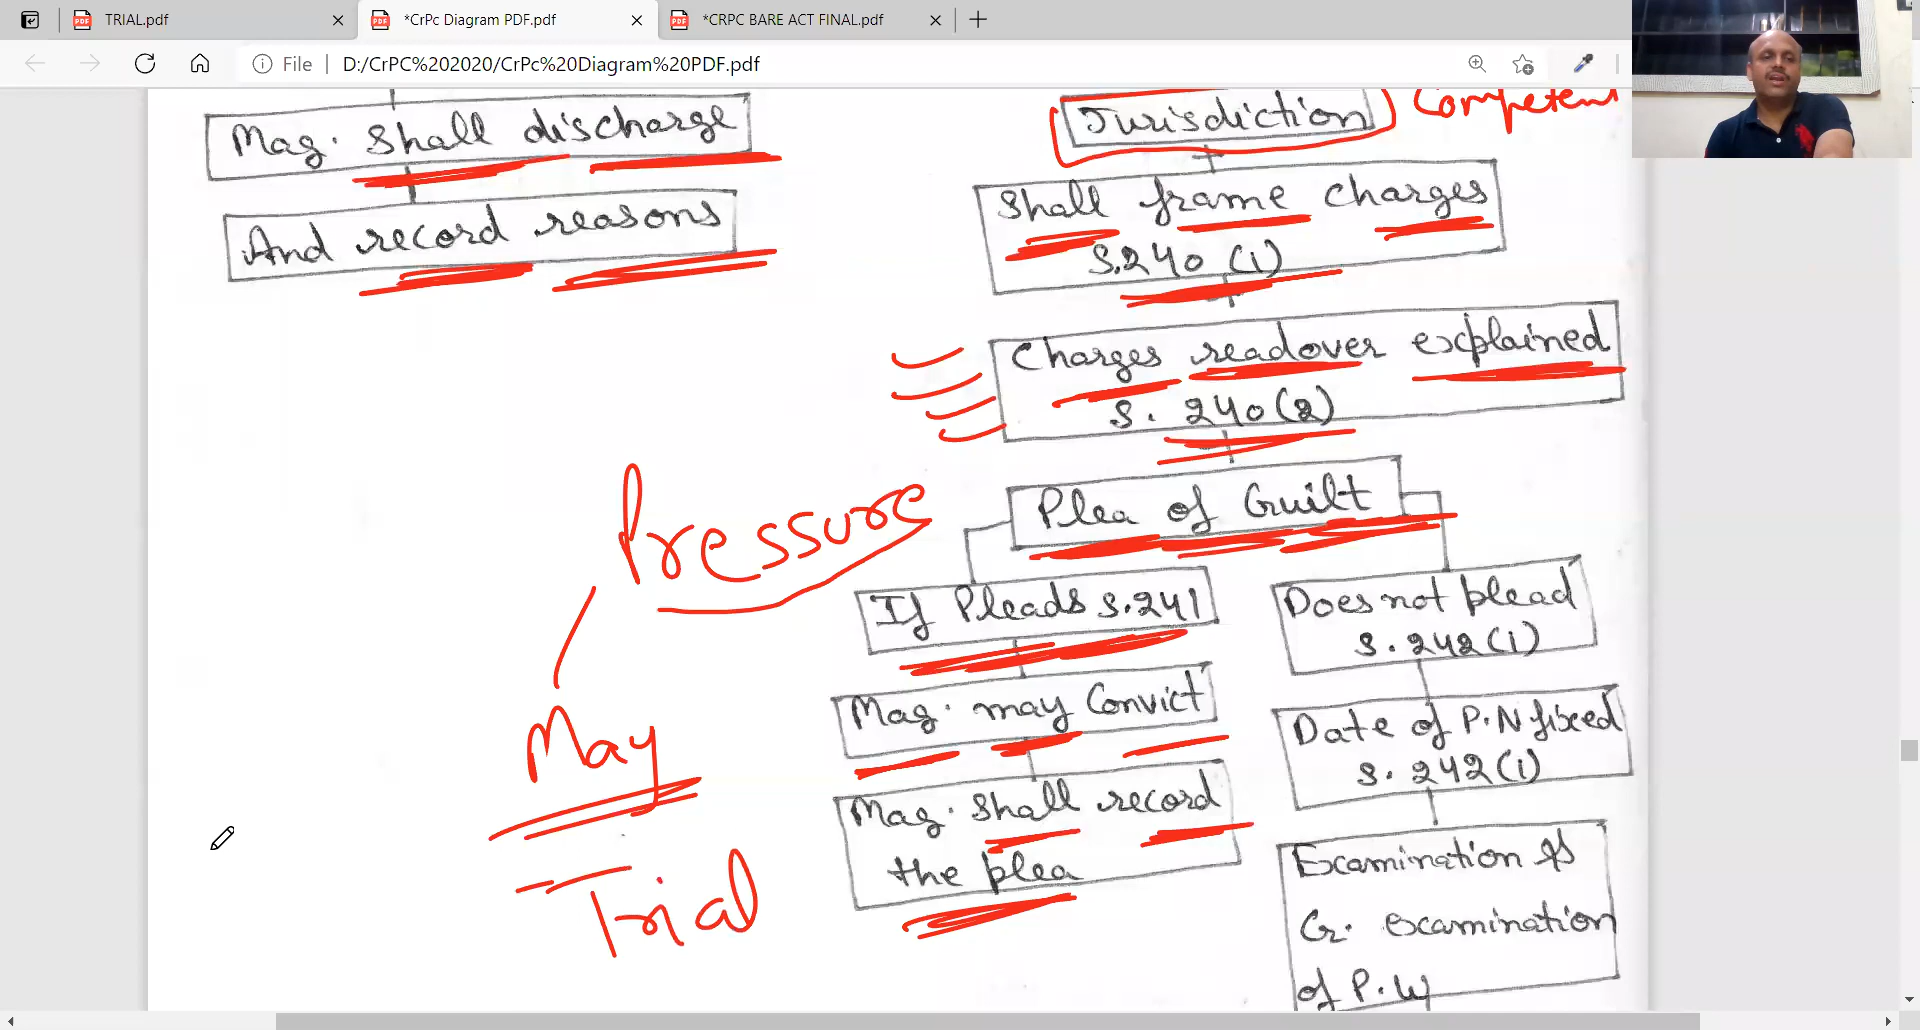 TRIAL.pdf
*CrPc Diagram PDF.pdf
*CRPC BARE ACT FINAL.pdf
File
D:/CrPC%202020/CrPc%20Diagram%20PDF.pdf
Mag. shall discharge
And record reasons
Jurisdiction
Competent
Shall frame charges
S.240 (1)
Charges readover explained
S. 240(2)
Plea of Guilt
Pressure
May
Trial
If Pleads S.241
Mag. may Convict
Mag. shall record
the plea
Does not plead
S. 242(1)
Date of P.N fixed
S. 242(1)
Examination &
Cr. examination
of P.W